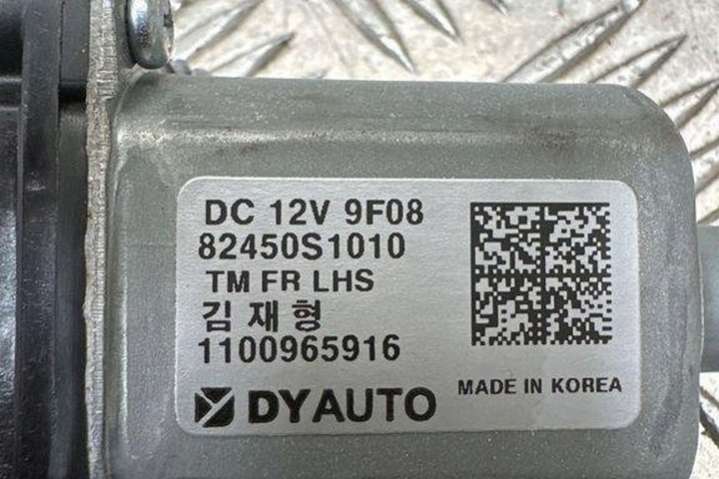 DC 12V 9F08
82450S1010
TM FR LHS
김재형
1100965916
DYAUTO
MADE IN KOREA